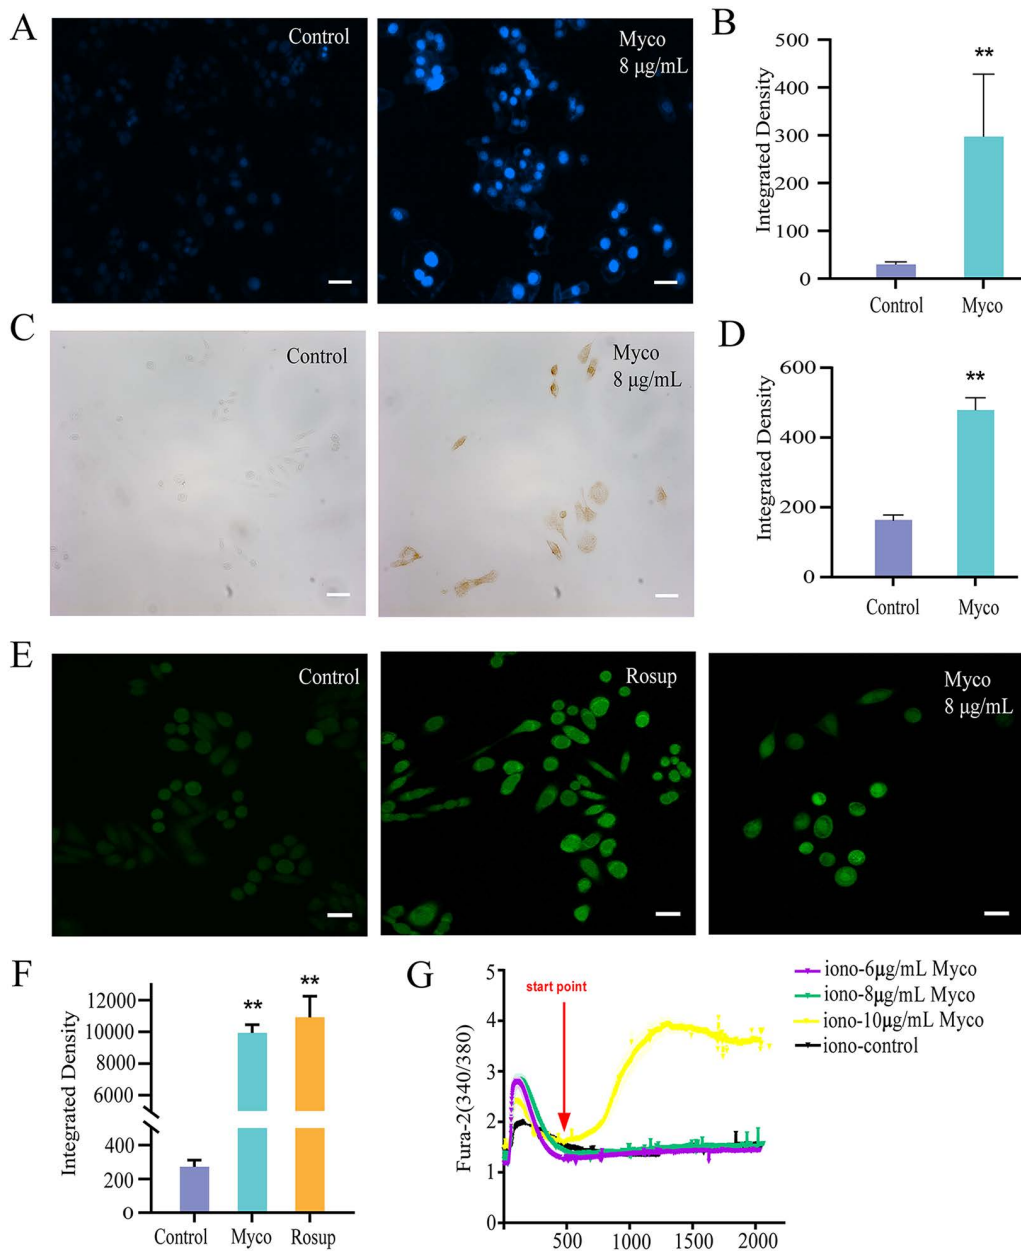 A
Control
Myco
8 μg/mL
B
Integrated Density
500
400
300
200
100
0
**
Control
Myco
C
Control
Myco
8 μg/mL
D
Integrated Density
600
400
200
0
**
Control
Myco
E
Control
Rosup
Myco
8 μg/mL
F
Integrated Density
12000
10000
8000
6000
400
200
0
**
**
Control
Myco
Rosup
G
Fura-2(340/380)
5
4
3
2
1
0
start point
500
1000
1500
2000
iono-6μg/mL Myco
iono-8μg/mL Myco
iono-10μg/mL Myco
iono-control